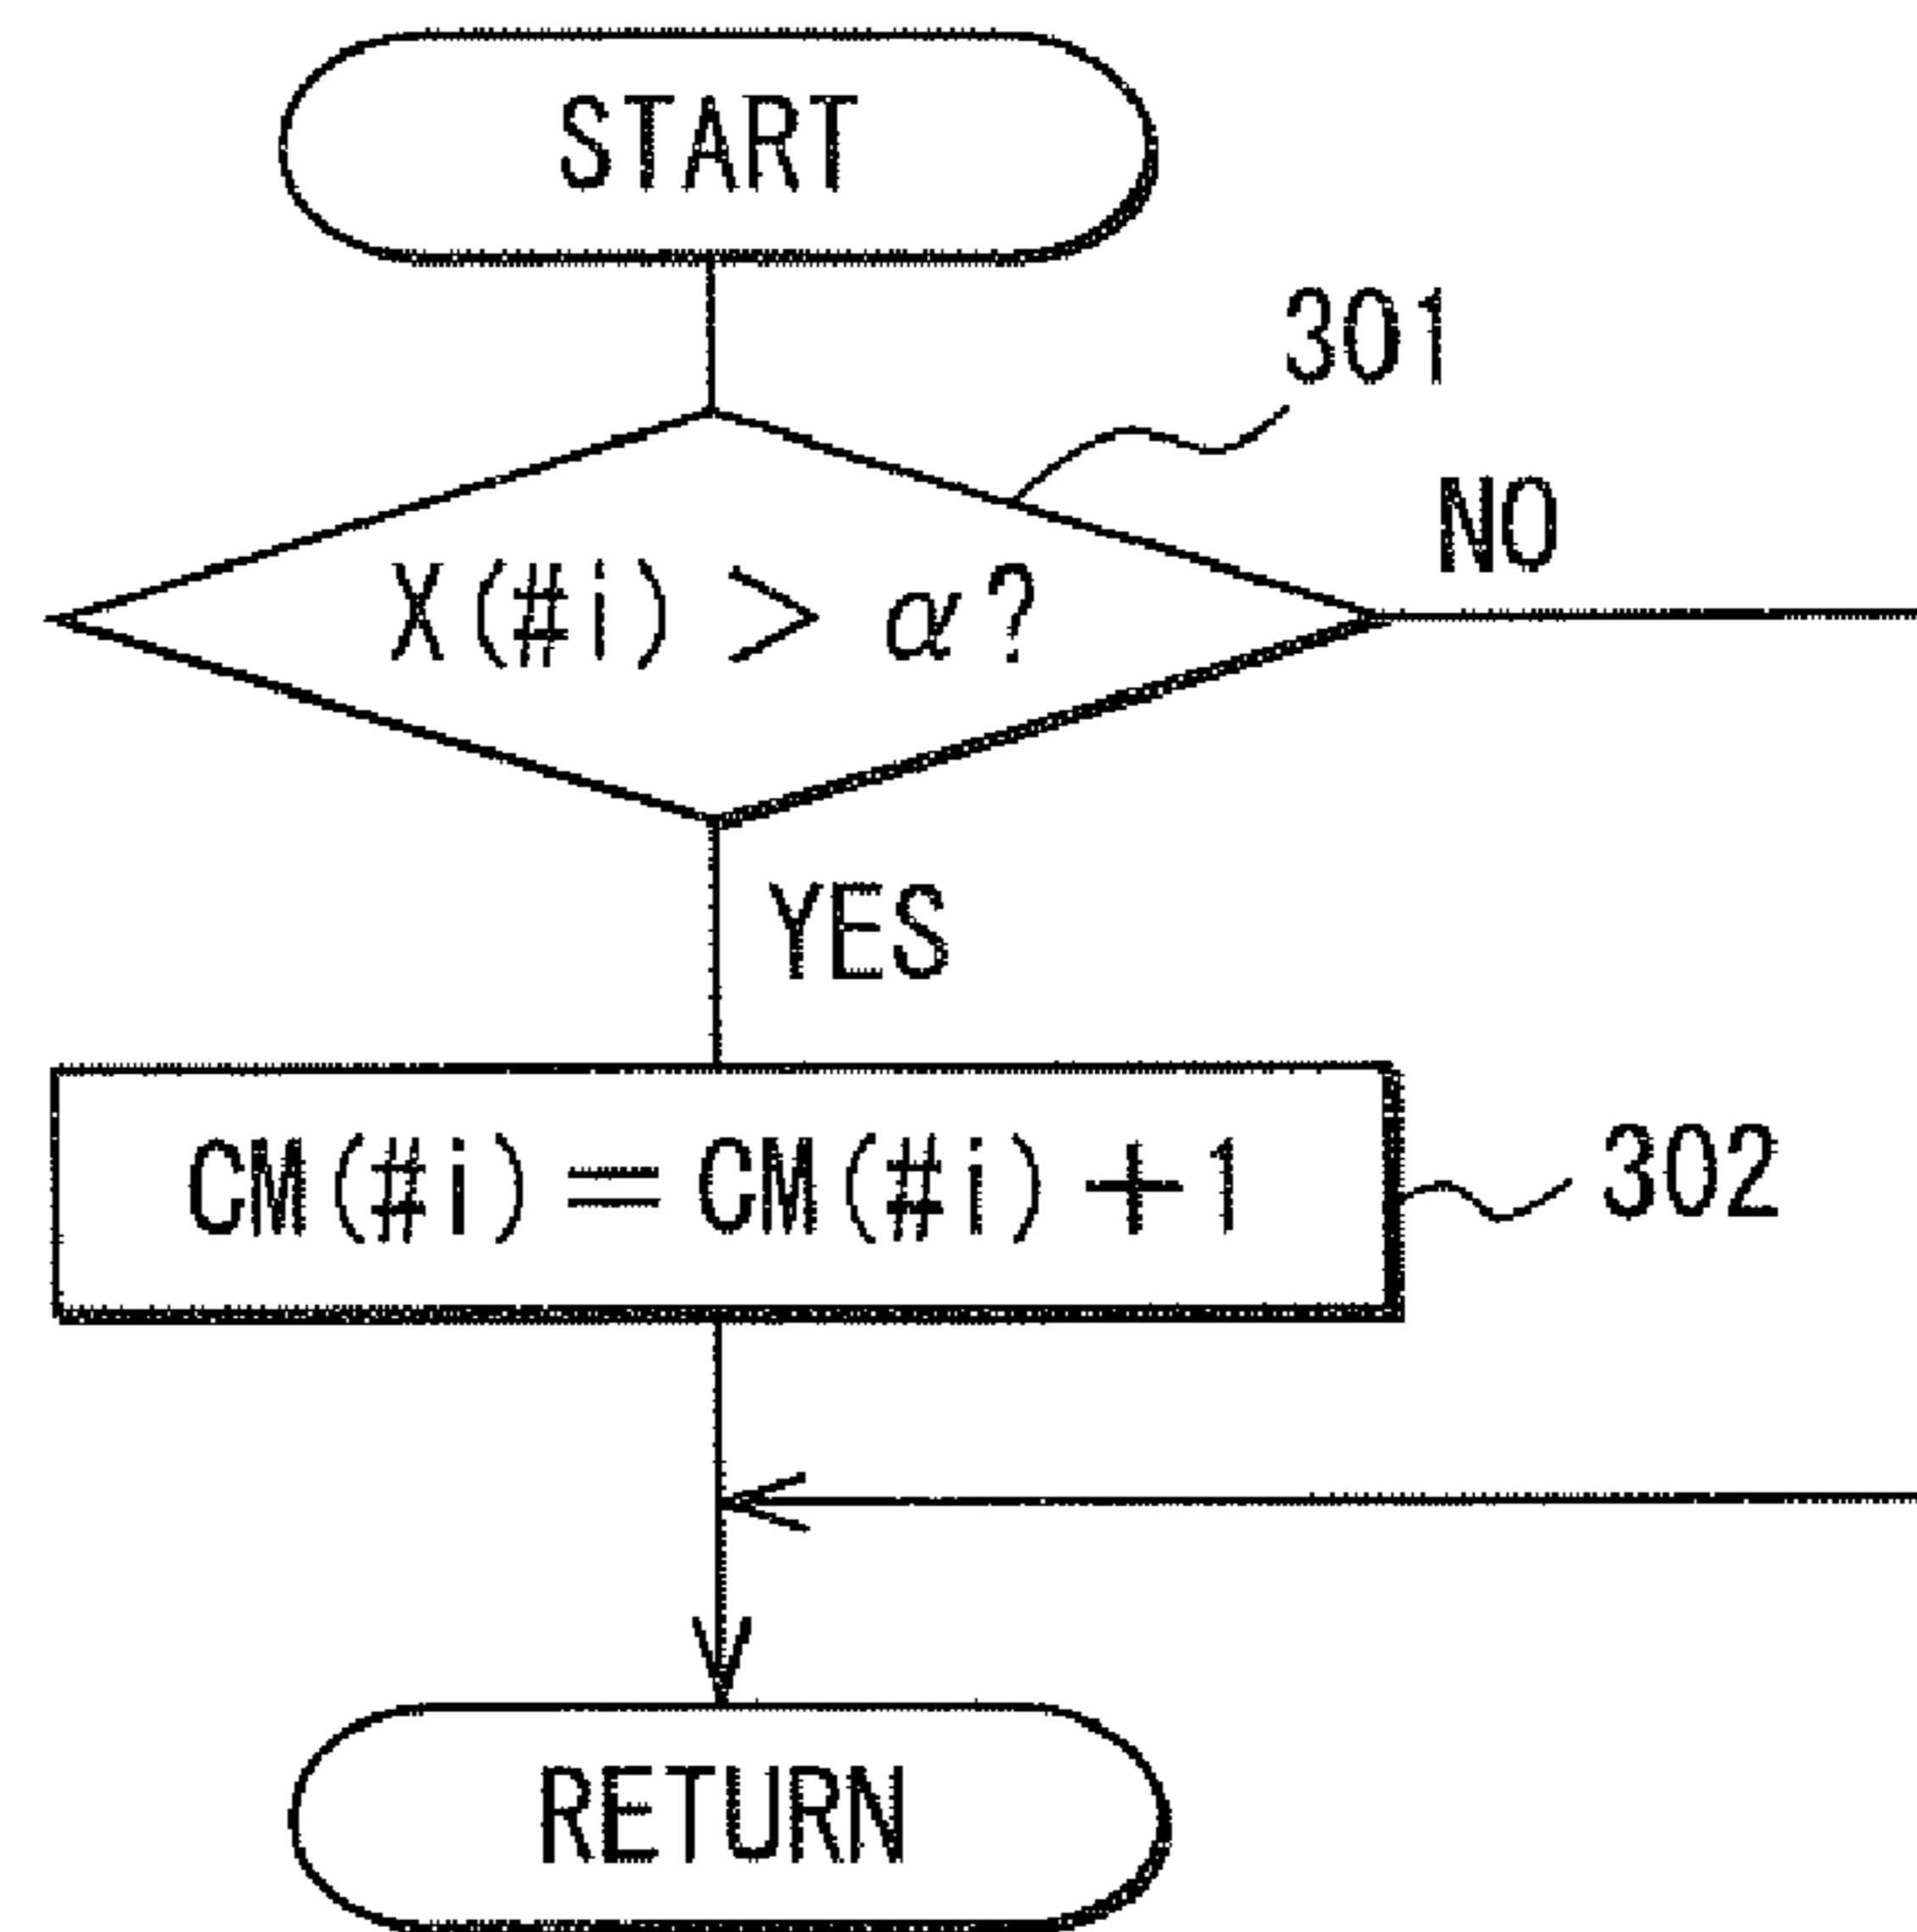 START
301
NO
X(#i) > α?
YES
CM(#i) = CM(#i) + 1
302
RETURN